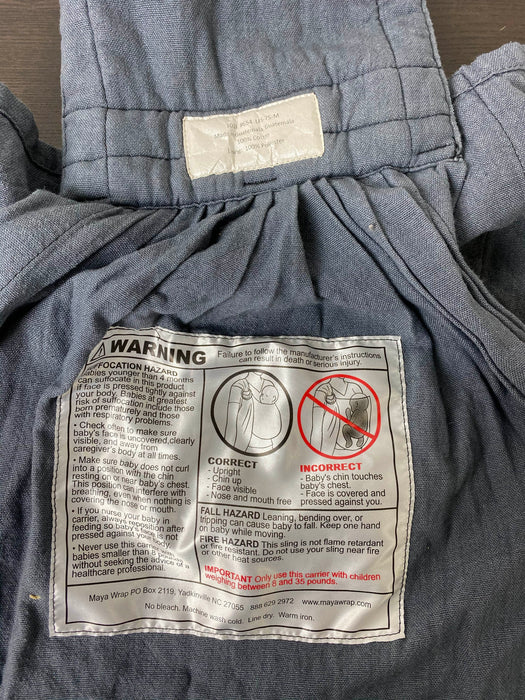 Made in Guatemala
100% Cotton
100% Polyester
WARNING
Failure to follow the manufacturer's instructions
can result in death or serious injury.
FFOCATION HAZARD
abies younger than 4 months
can suffocate in this product
if face is pressed tightly against
your body. Babies at greatest
risk of suffocation include those
born prematurely and those
with respiratory problems.
• Check often to make sure
baby's face is uncovered,clearly
visible, and away from
caregiver's body at all times.
• Make sure baby does not curl
into a position with the chin
resting on or near baby's chest.
This position can interfere with
breathing, even when nothing is
covering the nose or mouth.
• If you nurse your baby in
carrier, always reposition after
feeding so baby's face is not
pressed against your body.
• Never use this carrier with
babies smaller than 8 pounds
without seeking the advice of a
healthcare professional.
CORRECT
- Upright
- Chin up
- Face visible
- Nose and mouth free
INCORRECT
- Baby's chin touches
baby's chest.
- Face is covered and
pressed against you.
FALL HAZARD Leaning, bending over, or
tripping can cause baby to fall. Keep one hand
on baby while moving.
FIRE HAZARD This sling is not flame retardant
or fire resistant. Do not use your sling near fire
or other heat sources.
IMPORTANT Only use this carrier with children
weighing between 8 and 35 pounds.
Maya Wrap PO Box 2119, Yadkinville NC 27055 888 629 2972 www.mayawrap.com
No bleach. Machine wash cold. Line dry. Warm iron.